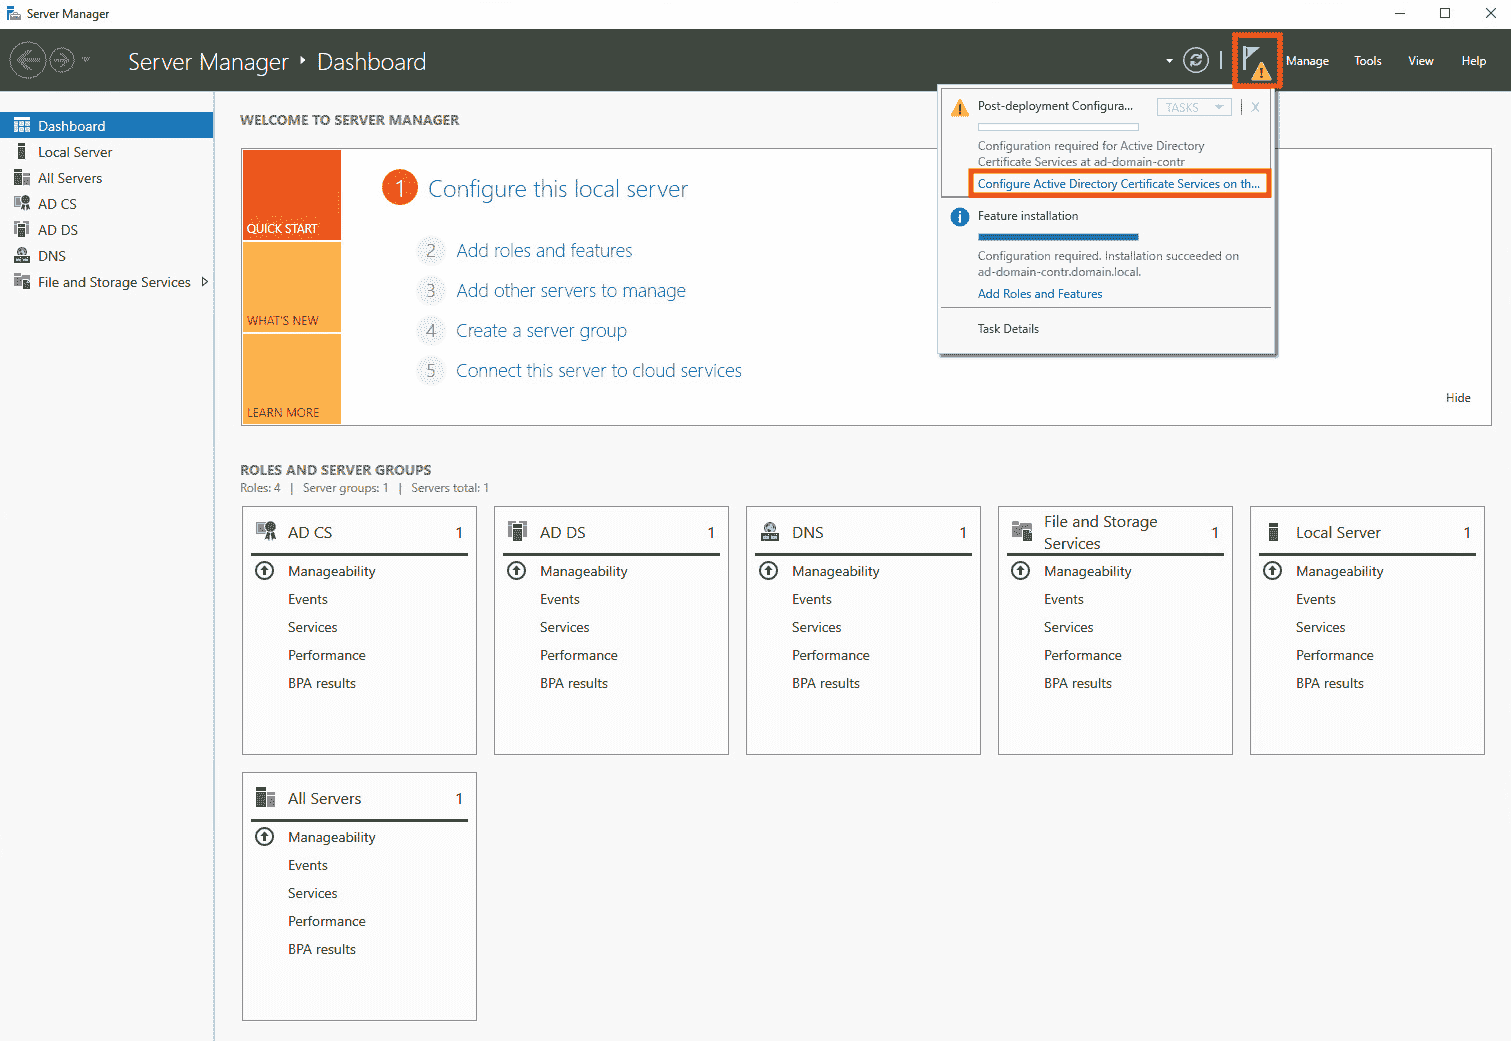 Server Manager
Server Manager ‣ Dashboard
Manage Tools View Help
Dashboard
Local Server
All Servers
AD CS
AD DS
DNS
File and Storage Services
WELCOME TO SERVER MANAGER
QUICK START
WHAT'S NEW
LEARN MORE
1 Configure this local server
2 Add roles and features
3 Add other servers to manage
4 Create a server group
5 Connect this server to cloud services
Hide
Post-deployment Configura... TASKS X
Configuration required for Active Directory
Certificate Services at ad-domain-contr
Configure Active Directory Certificate Services on th...
Feature installation
Configuration required. Installation succeeded on
ad-domain-contr.domain.local.
Add Roles and Features
Task Details
ROLES AND SERVER GROUPS
Roles: 4 | Server groups: 1 | Servers total: 1
AD CS 1
Manageability
Events
Services
Performance
BPA results
AD DS 1
Manageability
Events
Services
Performance
BPA results
DNS 1
Manageability
Events
Services
Performance
BPA results
File and Storage
Services 1
Manageability
Events
Services
Performance
BPA results
Local Server 1
Manageability
Events
Services
Performance
BPA results
All Servers 1
Manageability
Events
Services
Performance
BPA results